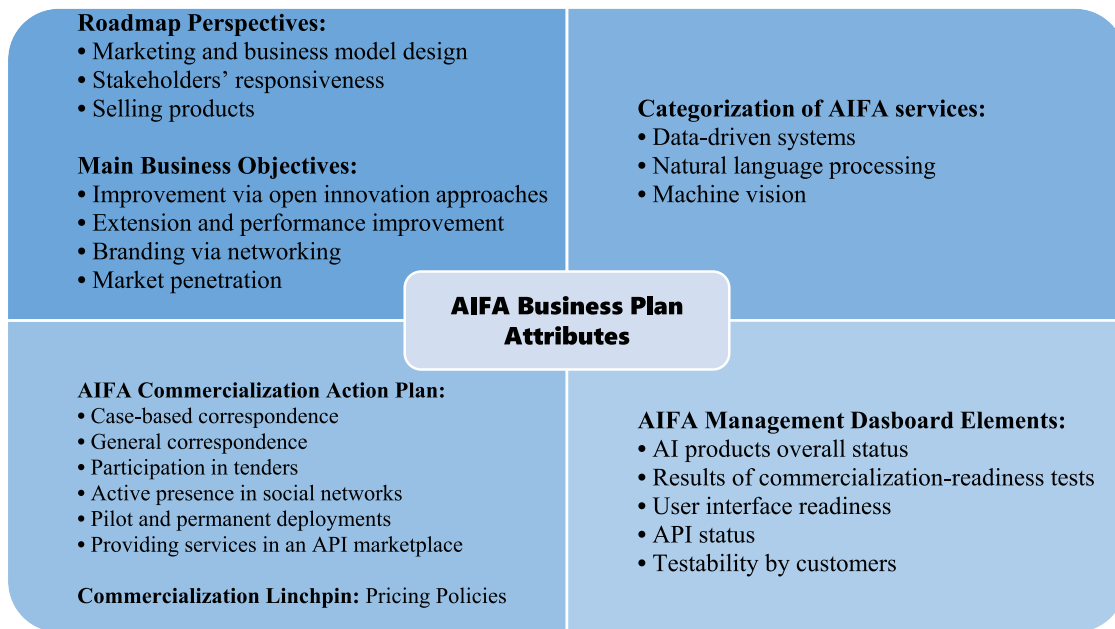 Roadmap Perspectives:
• Marketing and business model design
• Stakeholders’ responsiveness
• Selling products
Main Business Objectives:
• Improvement via open innovation approaches
• Extension and performance improvement
• Branding via networking
• Market penetration
Categorization of AIFA services:
• Data-driven systems
• Natural language processing
• Machine vision
AIFA Business Plan
Attributes
AIFA Commercialization Action Plan:
• Case-based correspondence
• General correspondence
• Participation in tenders
• Active presence in social networks
• Pilot and permanent deployments
• Providing services in an API marketplace
Commercialization Linchpin: Pricing Policies
AIFA Management Dasboard Elements:
• AI products overall status
• Results of commercialization-readiness tests
• User interface readiness
• API status
• Testability by customers